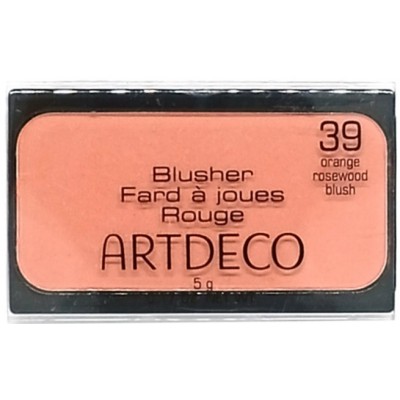 Blusher
Fard à joues
Rouge
ARTDECO
5 g
39
orange
rosewood
blush